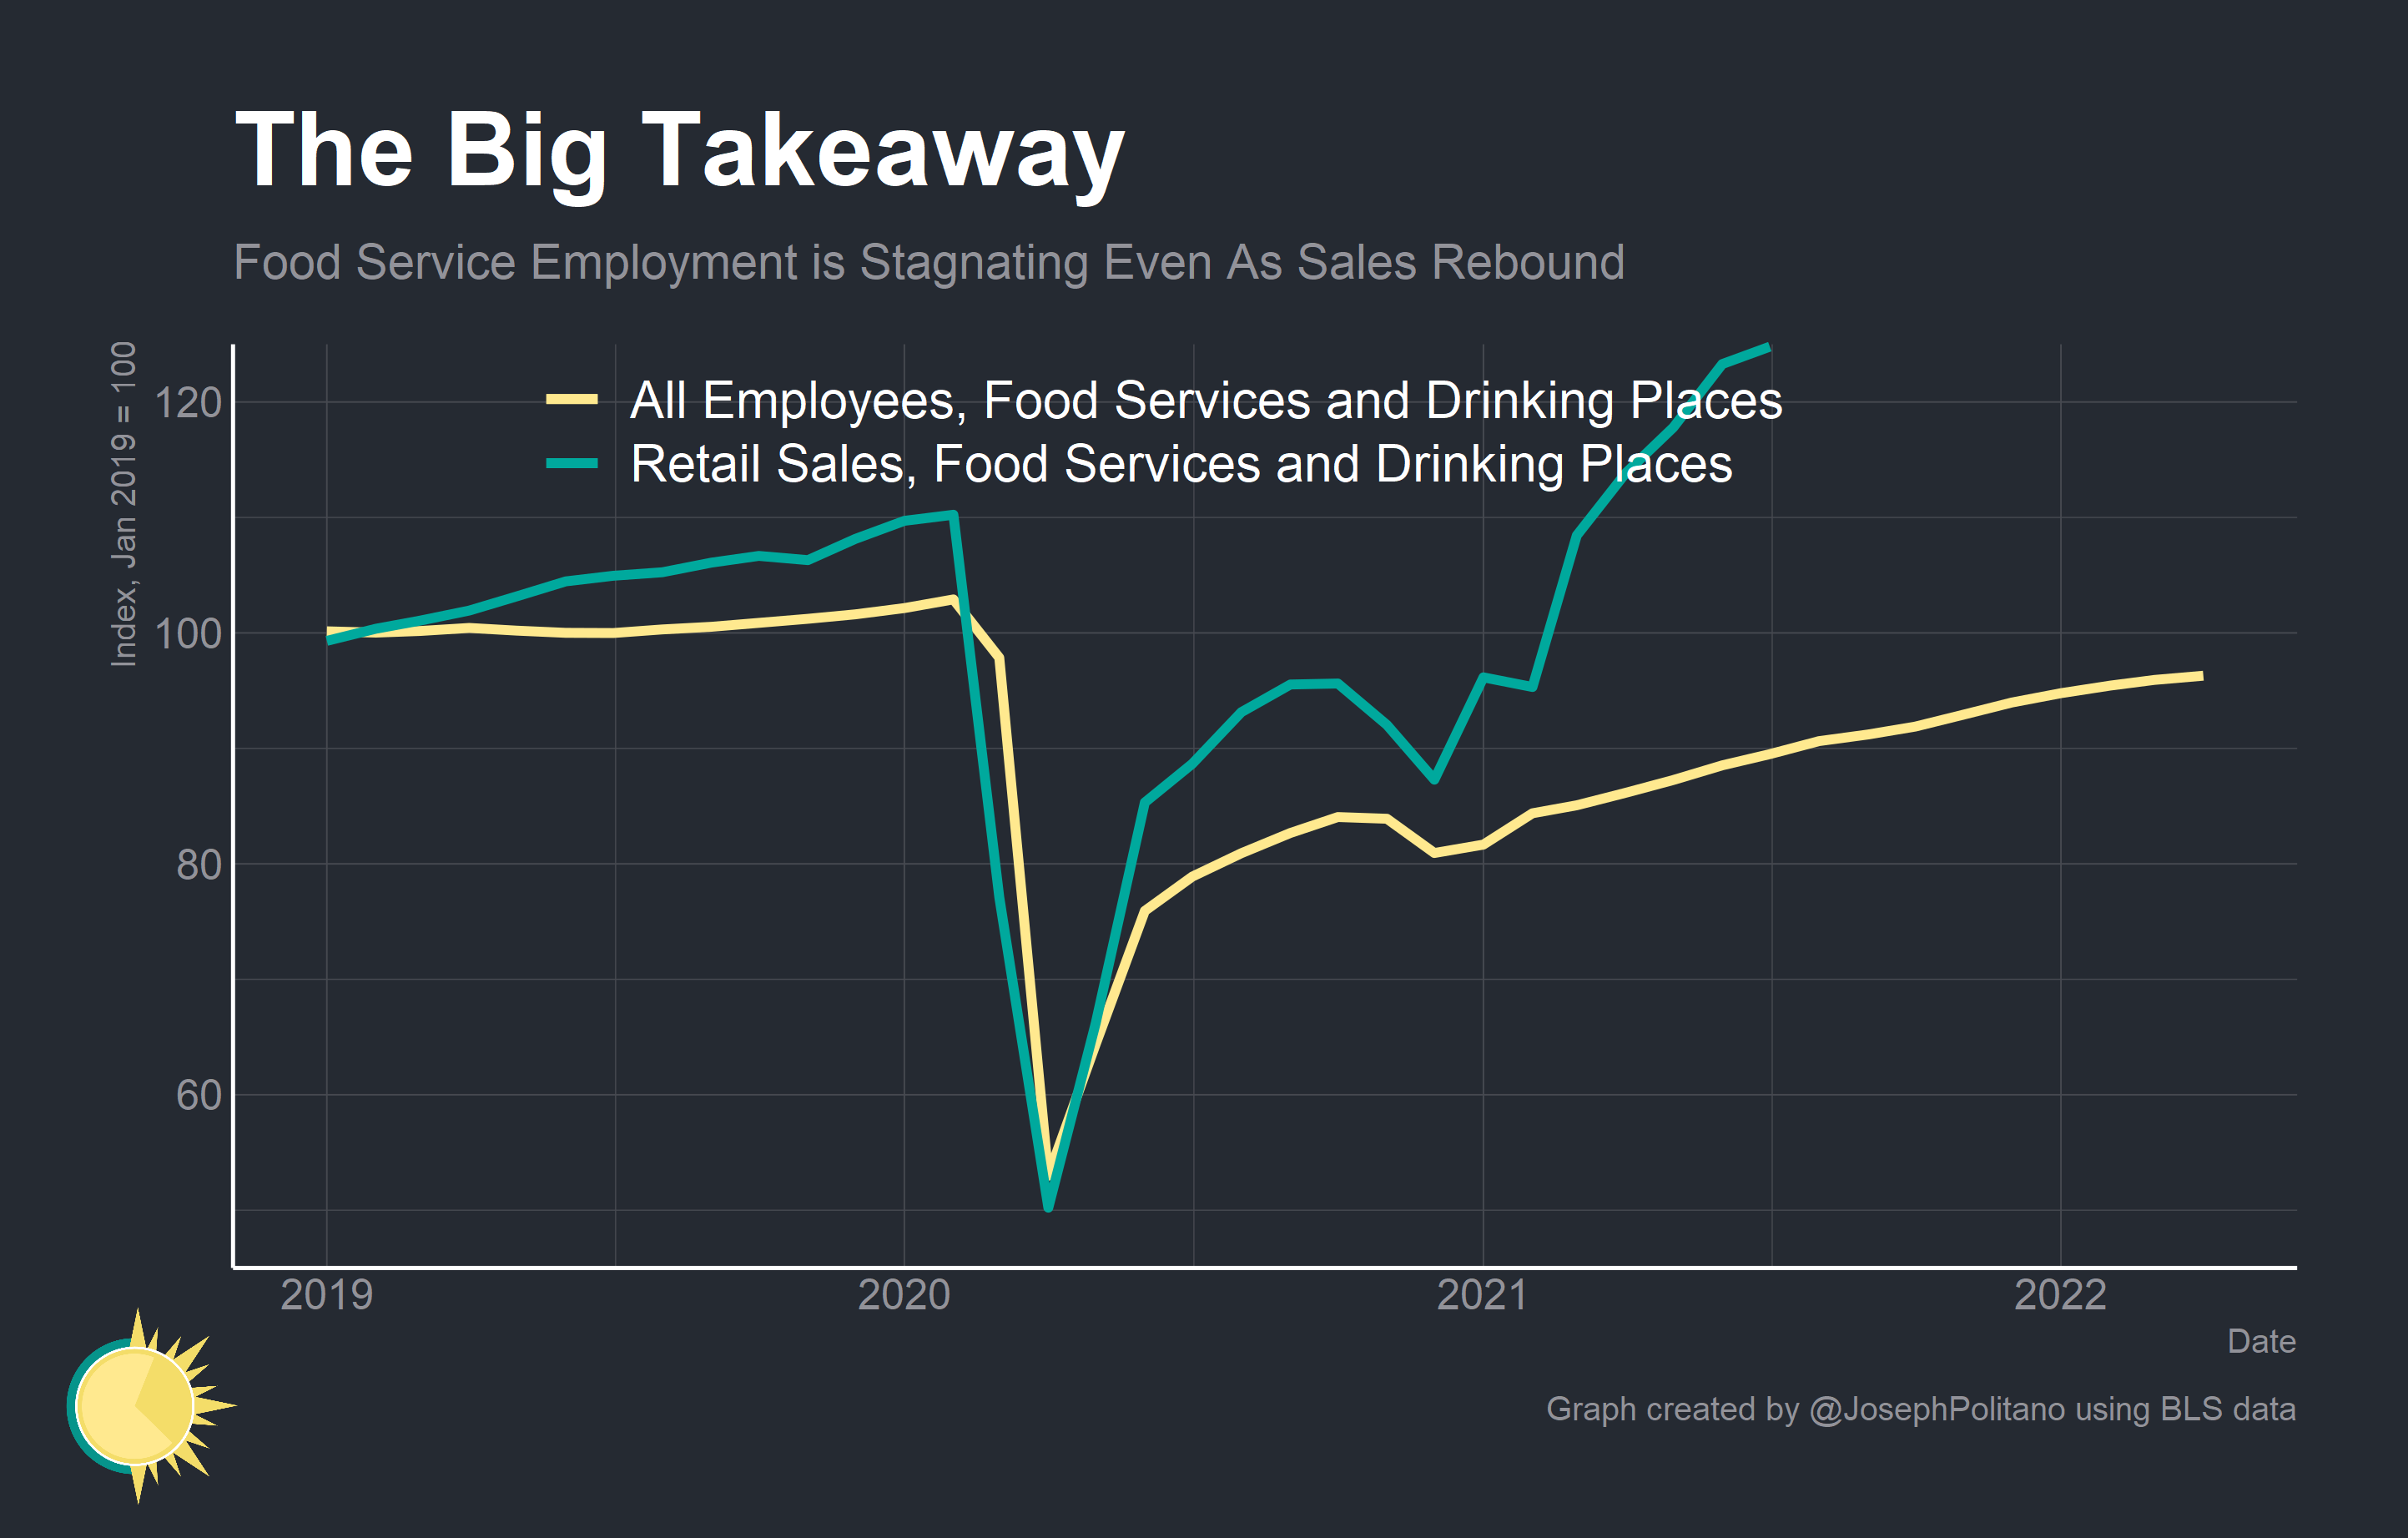 The Big Takeaway
Food Service Employment is Stagnating Even As Sales Rebound
Index, Jan 2019 = 100
All Employees, Food Services and Drinking Places
Retail Sales, Food Services and Drinking Places
120
100
80
60
2019 2020 2021 2022
Date
Graph created by @JosephPolitano using BLS data